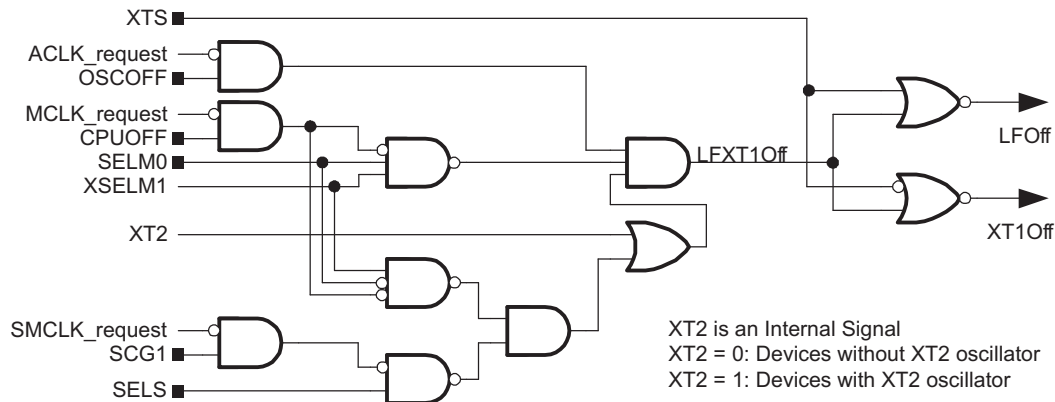 XTS
ACLK_request
OSCOFF
MCLK_request
CPUOFF
SELM0
XSELM1
XT2
SMCLK_request
SCG1
SELS
LFXT1Off
LFOff
XT1Off
XT2 is an Internal Signal
XT2 = 0: Devices without XT2 oscillator
XT2 = 1: Devices with XT2 oscillator